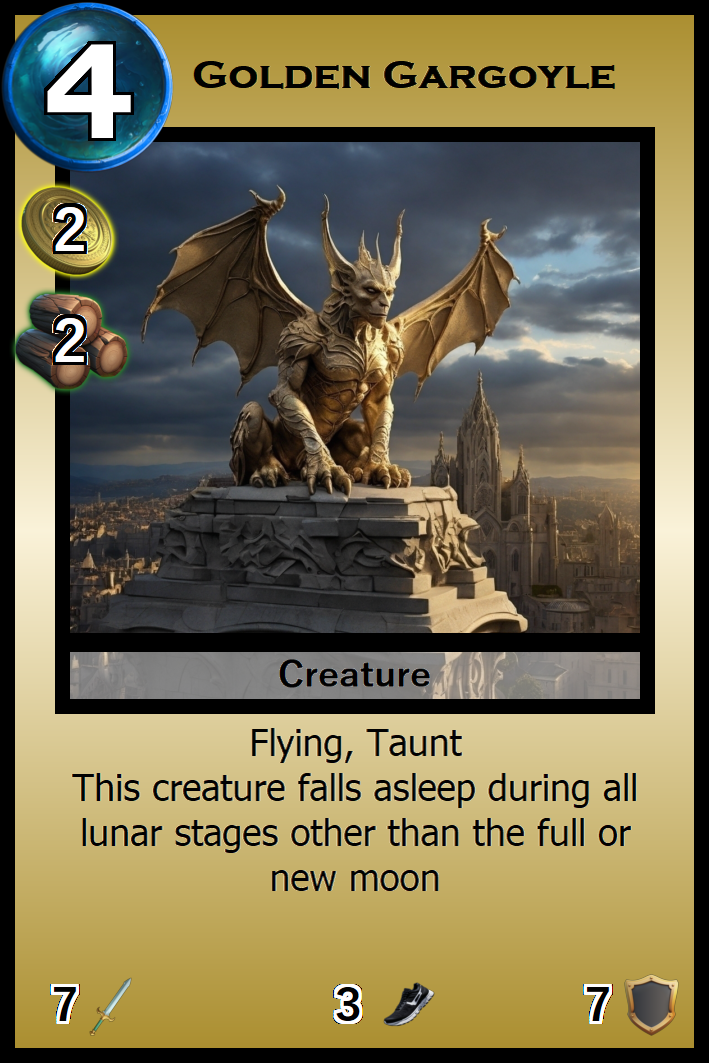 4
Golden Gargoyle
2
2
Creature
Flying, Taunt
This creature falls asleep during all
lunar stages other than the full or
new moon
7
3
7